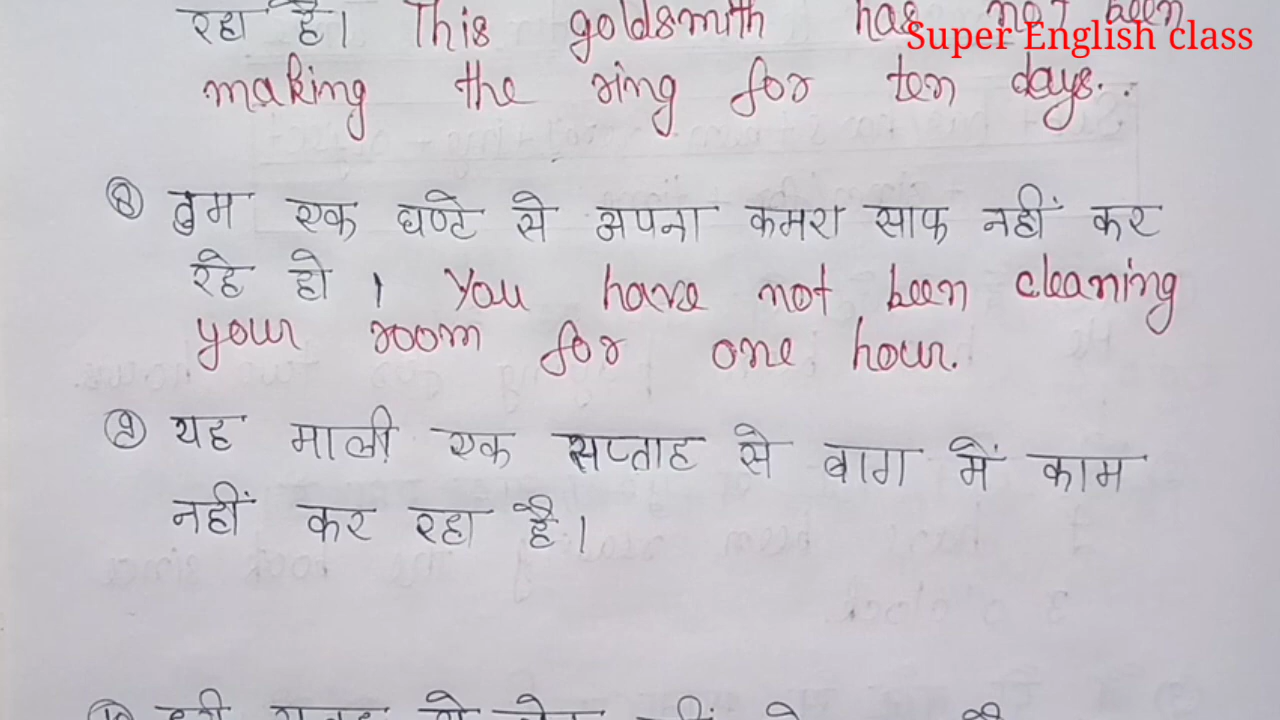 रहा है। This goldsmith has not been
Super English class
making the ring for ten days..
⑧ तुम एक घण्टे से अपना कमरा साफ नहीं कर
रहे हो । You have not been cleaning
your room for one hour.
⑨ यह माली एक सप्ताह से बाग में काम
नहीं कर रहा है।